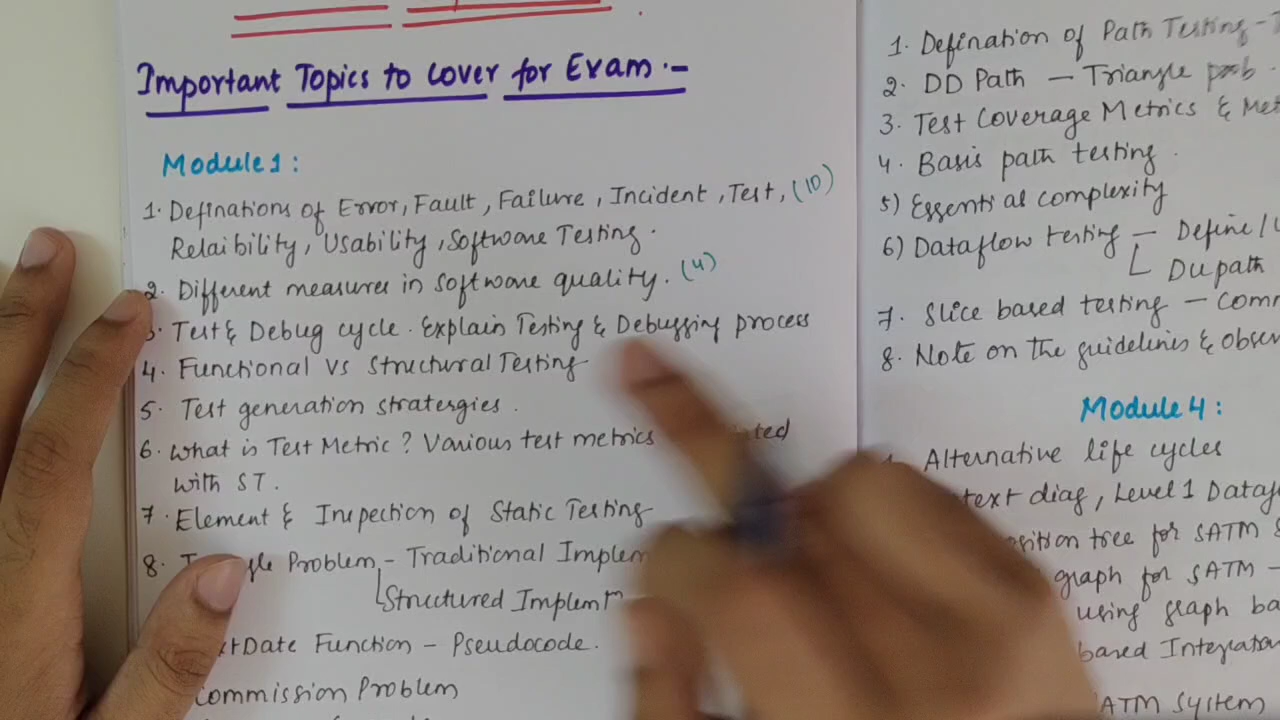 Important Topics to cover for Exam :-
Module 1 :
1. Definations of Error, Fault, Failure, Incident, Test, (10)
Relaibility, Usability, Software Testing.
2. Different measures in software quality. (4)
Test & Debug cycle. Explain Testing & Debugging process
4. Functional Vs Structural Testing
5. Test generation stratergies.
6. What is Test Metric? Various test metrics
with ST.
7. Element & Inspection of Static Testing
8. Problem - Traditional Implem
Structured Implemtn
Date Function - Pseudocode.
Commission Problem
1. Defination of Path Testing -
2. DD Path - Triangle prob.
3. Test Coverage Metrics &
4. Basis path testing.
5) Essential complexity
6) Dataflow testing - Define/
Du path
7. Slice based testing -
8. Note on the guidelines &
Module 4 :
Alternative life cycles
diag, Level 1
tree for SATM
graph for SATM -
using graph
based
SYSTEM